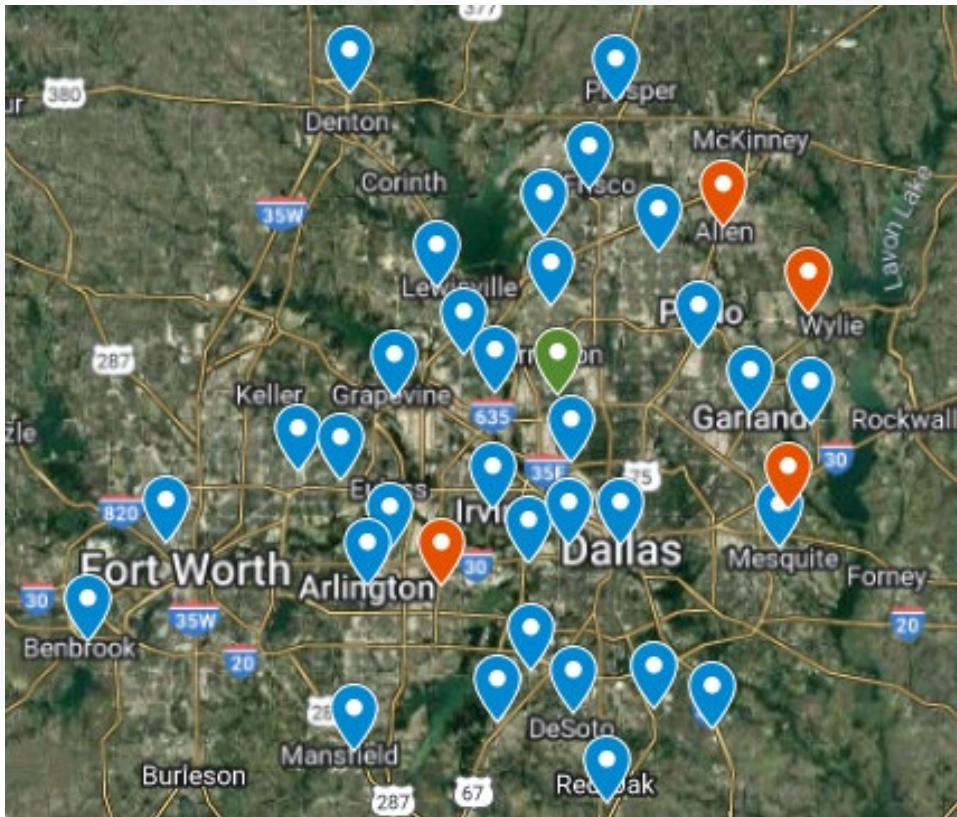 377
380
Prosper
Denton
McKinney
Corinth
Frisco
Lavon Lake
35W
Allen
Lewisville
Plano
Wylie
287
Keller
Grapevine
635
Garland
Rockwall
30
35E
75
Euless
820
Irving
Dallas
Mesquite
Fort Worth
30
Arlington
Forney
30
35W
20
Benbrook
20
DeSoto
Mansfield
Burleson
Red Oak
67
287